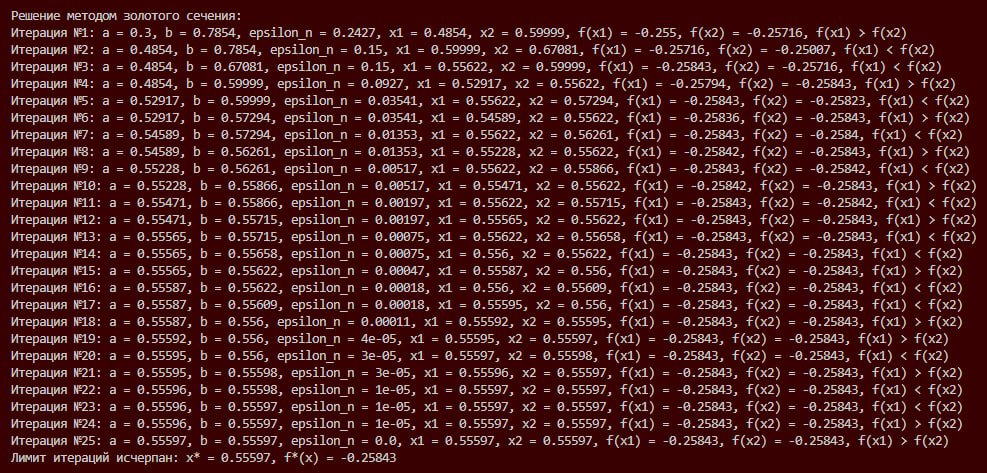 Решение методом золотого сечения:
Итерация №1: a = 0.3, b = 0.7854, epsilon_n = 0.2427, x1 = 0.4854, x2 = 0.59999, f(x1) = -0.255, f(x2) = -0.25716, f(x1) > f(x2)
Итерация №2: a = 0.4854, b = 0.7854, epsilon_n = 0.15, x1 = 0.59999, x2 = 0.67081, f(x1) = -0.25716, f(x2) = -0.25007, f(x1) < f(x2)
Итерация №3: a = 0.4854, b = 0.67081, epsilon_n = 0.15, x1 = 0.55622, x2 = 0.59999, f(x1) = -0.25843, f(x2) = -0.25716, f(x1) < f(x2)
Итерация №4: a = 0.4854, b = 0.59999, epsilon_n = 0.0927, x1 = 0.52917, x2 = 0.55622, f(x1) = -0.25794, f(x2) = -0.25843, f(x1) > f(x2)
Итерация №5: a = 0.52917, b = 0.59999, epsilon_n = 0.03541, x1 = 0.55622, x2 = 0.57294, f(x1) = -0.25843, f(x2) = -0.25823, f(x1) < f(x2)
Итерация №6: a = 0.52917, b = 0.57294, epsilon_n = 0.03541, x1 = 0.54589, x2 = 0.55622, f(x1) = -0.25836, f(x2) = -0.25843, f(x1) > f(x2)
Итерация №7: a = 0.54589, b = 0.57294, epsilon_n = 0.01353, x1 = 0.55622, x2 = 0.56261, f(x1) = -0.25843, f(x2) = -0.2584, f(x1) < f(x2)
Итерация №8: a = 0.54589, b = 0.56261, epsilon_n = 0.01353, x1 = 0.55228, x2 = 0.55622, f(x1) = -0.25842, f(x2) = -0.25843, f(x1) > f(x2)
Итерация №9: a = 0.55228, b = 0.56261, epsilon_n = 0.00517, x1 = 0.55622, x2 = 0.55866, f(x1) = -0.25843, f(x2) = -0.25842, f(x1) < f(x2)
Итерация №10: a = 0.55228, b = 0.55866, epsilon_n = 0.00517, x1 = 0.55471, x2 = 0.55622, f(x1) = -0.25842, f(x2) = -0.25843, f(x1) > f(x2)
Итерация №11: a = 0.55471, b = 0.55866, epsilon_n = 0.00197, x1 = 0.55622, x2 = 0.55715, f(x1) = -0.25843, f(x2) = -0.25842, f(x1) < f(x2)
Итерация №12: a = 0.55471, b = 0.55715, epsilon_n = 0.00197, x1 = 0.55565, x2 = 0.55622, f(x1) = -0.25843, f(x2) = -0.25843, f(x1) > f(x2)
Итерация №13: a = 0.55565, b = 0.55715, epsilon_n = 0.00075, x1 = 0.55622, x2 = 0.55658, f(x1) = -0.25843, f(x2) = -0.25843, f(x1) < f(x2)
Итерация №14: a = 0.55565, b = 0.55658, epsilon_n = 0.00075, x1 = 0.556, x2 = 0.55622, f(x1) = -0.25843, f(x2) = -0.25843, f(x1) < f(x2)
Итерация №15: a = 0.55565, b = 0.55622, epsilon_n = 0.00047, x1 = 0.55587, x2 = 0.556, f(x1) = -0.25843, f(x2) = -0.25843, f(x1) > f(x2)
Итерация №16: a = 0.55587, b = 0.55622, epsilon_n = 0.00018, x1 = 0.556, x2 = 0.55609, f(x1) = -0.25843, f(x2) = -0.25843, f(x1) < f(x2)
Итерация №17: a = 0.55587, b = 0.55609, epsilon_n = 0.00018, x1 = 0.55595, x2 = 0.556, f(x1) = -0.25843, f(x2) = -0.25843, f(x1) < f(x2)
Итерация №18: a = 0.55587, b = 0.556, epsilon_n = 0.00011, x1 = 0.55592, x2 = 0.55595, f(x1) = -0.25843, f(x2) = -0.25843, f(x1) > f(x2)
Итерация №19: a = 0.55592, b = 0.556, epsilon_n = 4e-05, x1 = 0.55595, x2 = 0.55597, f(x1) = -0.25843, f(x2) = -0.25843, f(x1) > f(x2)
Итерация №20: a = 0.55595, b = 0.556, epsilon_n = 3e-05, x1 = 0.55597, x2 = 0.55598, f(x1) = -0.25843, f(x2) = -0.25843, f(x1) < f(x2)
Итерация №21: a = 0.55595, b = 0.55598, epsilon_n = 3e-05, x1 = 0.55596, x2 = 0.55597, f(x1) = -0.25843, f(x2) = -0.25843, f(x1) > f(x2)
Итерация №22: a = 0.55596, b = 0.55598, epsilon_n = 1e-05, x1 = 0.55597, x2 = 0.55597, f(x1) = -0.25843, f(x2) = -0.25843, f(x1) < f(x2)
Итерация №23: a = 0.55596, b = 0.55597, epsilon_n = 1e-05, x1 = 0.55597, x2 = 0.55597, f(x1) = -0.25843, f(x2) = -0.25843, f(x1) < f(x2)
Итерация №24: a = 0.55596, b = 0.55597, epsilon_n = 1e-05, x1 = 0.55597, x2 = 0.55597, f(x1) = -0.25843, f(x2) = -0.25843, f(x1) > f(x2)
Итерация №25: a = 0.55597, b = 0.55597, epsilon_n = 0.0, x1 = 0.55597, x2 = 0.55597, f(x1) = -0.25843, f(x2) = -0.25843, f(x1) > f(x2)
Лимит итераций исчерпан: x* = 0.55597, f*(x) = -0.25843